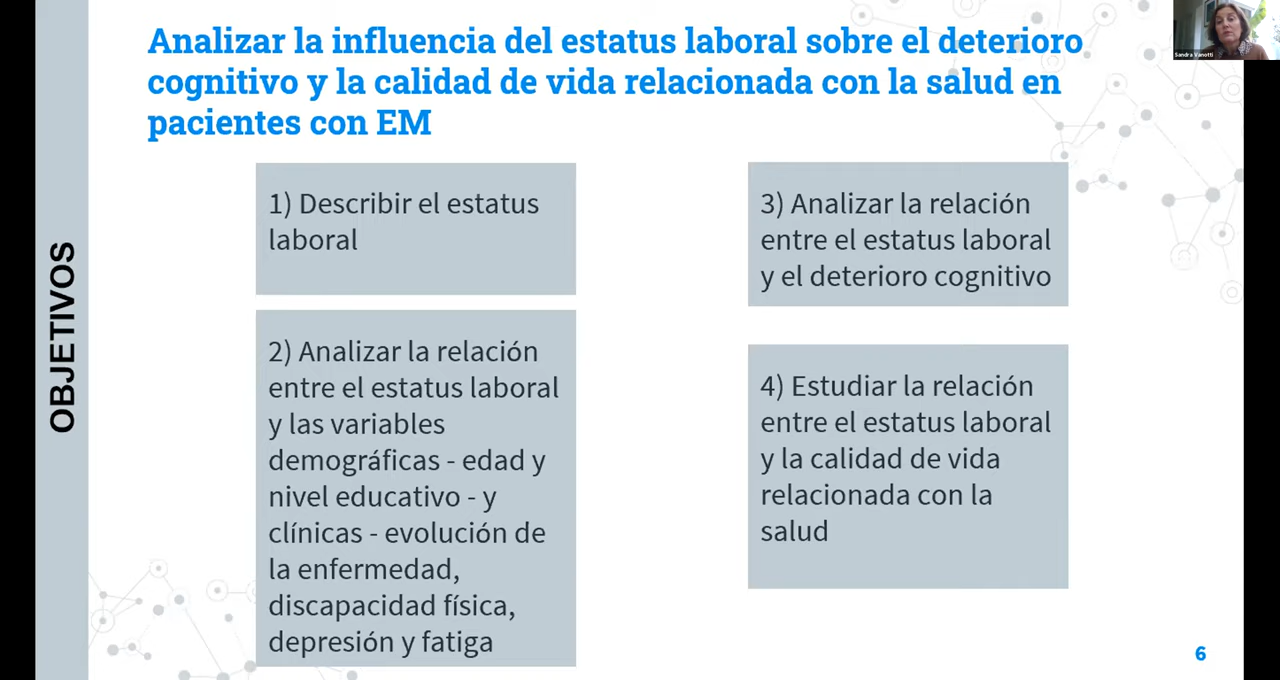 Analizar la influencia del estatus laboral sobre el deterioro
cognitivo y la calidad de vida relacionada con la salud en
pacientes con EM
OBJETIVOS
1) Describir el estatus
laboral
2) Analizar la relación
entre el estatus laboral
y las variables
demográficas - edad y
nivel educativo - y
clínicas - evolución de
la enfermedad,
discapacidad física,
depresión y fatiga
3) Analizar la relación
entre el estatus laboral
y el deterioro cognitivo
4) Estudiar la relación
entre el estatus laboral
y la calidad de vida
relacionada con la
salud
Sandra Vanotti
6